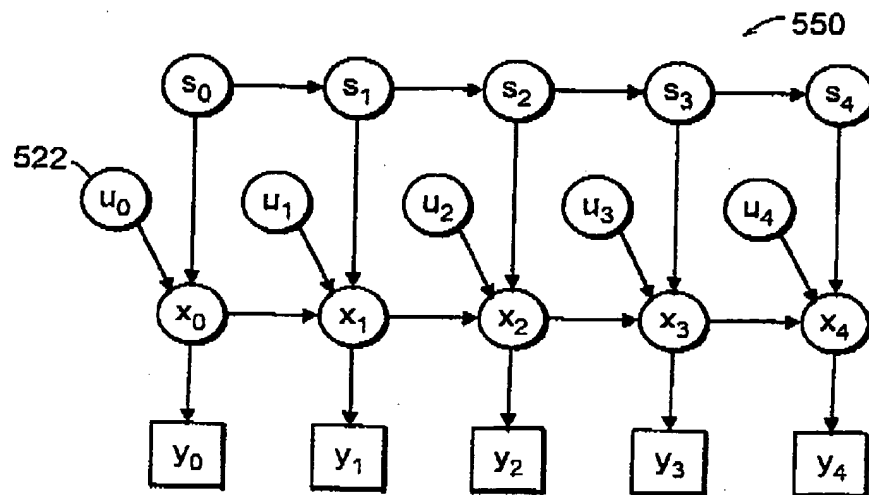 550
s₀ s₁ s₂ s₃ s₄
522
u₀ u₁ u₂ u₃ u₄
x₀ x₁ x₂ x₃ x₄
y₀ y₁ y₂ y₃ y₄